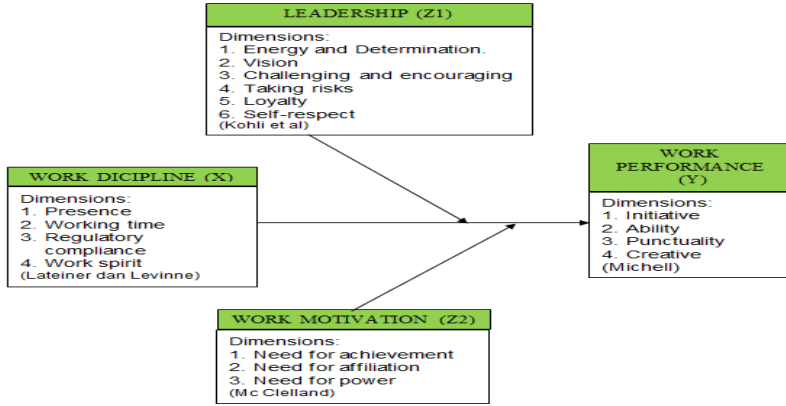 LEADERSHIP (Z1)
Dimensions:
1. Energy and Determination.
2. Vision
3. Challenging and encouraging
4. Taking risks
5. Loyalty
6. Self-respect
(Kohli et al)
WORK DICIPLINE (X)
Dimensions:
1. Presence
2. Working time
3. Regulatory
compliance
4. Work spirit
(Lateiner dan Levinne)
WORK
PERFORMANCE
(Y)
Dimensions:
1. Initiative
2. Ability
3. Punctuality
4. Creative
(Michell)
WORK MOTIVATION (Z2)
Dimensions:
1. Need for achievement
2. Need for affiliation
3. Need for power
(Mc Clelland)